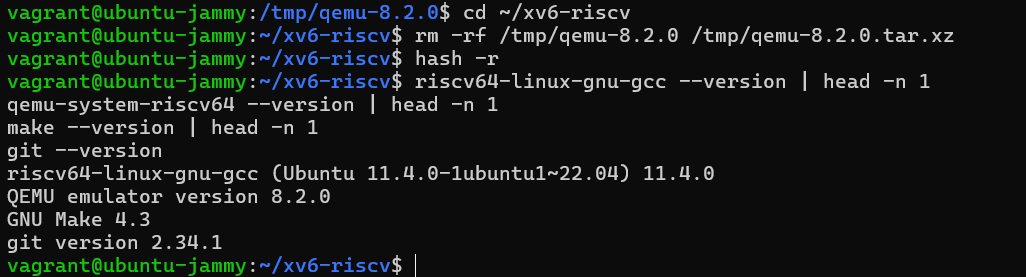 vagrant@ubuntu-jammy:/tmp/qemu-8.2.0$ cd ~/xv6-riscv
vagrant@ubuntu-jammy:~/xv6-riscv$ rm -rf /tmp/qemu-8.2.0 /tmp/qemu-8.2.0.tar.xz
vagrant@ubuntu-jammy:~/xv6-riscv$ hash -r
vagrant@ubuntu-jammy:~/xv6-riscv$ riscv64-linux-gnu-gcc --version | head -n 1
qemu-system-riscv64 --version | head -n 1
make --version | head -n 1
git --version
riscv64-linux-gnu-gcc (Ubuntu 11.4.0-1ubuntu1~22.04) 11.4.0
QEMU emulator version 8.2.0
GNU Make 4.3
git version 2.34.1
vagrant@ubuntu-jammy:~/xv6-riscv$